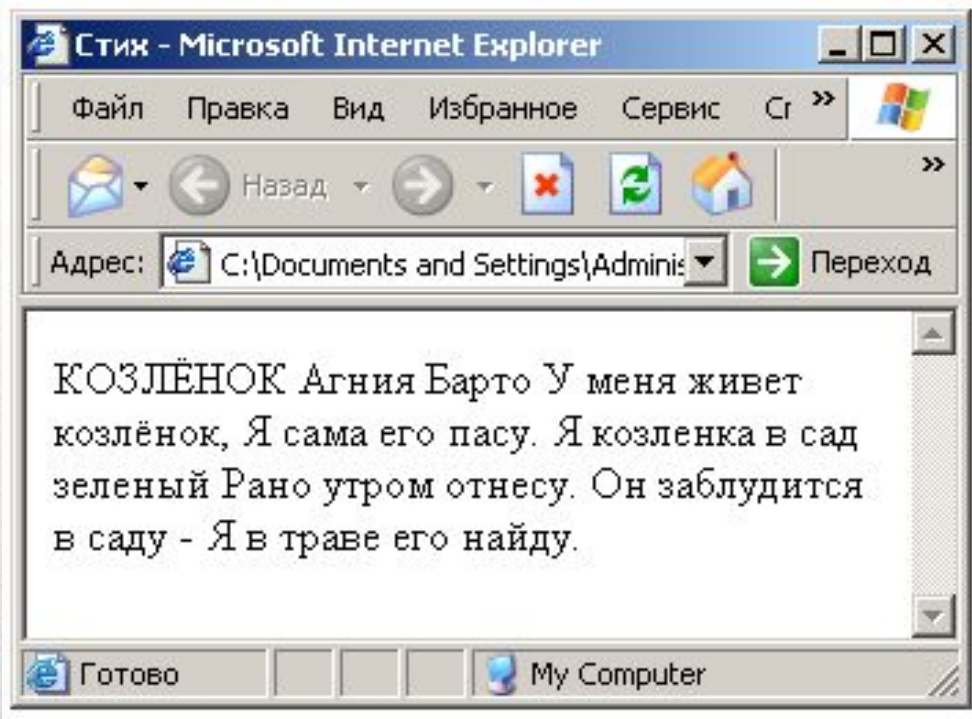 Стих - Microsoft Internet Explorer
Файл Правка Вид Избранное Сервис Сг »
Назад »
Адрес: C:\Documents and Settings\Adminis Переход
КОЗЛЁНОК Агния Барто У меня живет
козлёнок, Я сама его пасу. Я козленка в сад
зеленый Рано утром отнесу. Он заблудится
в саду - Я в траве его найду.
Готово My Computer